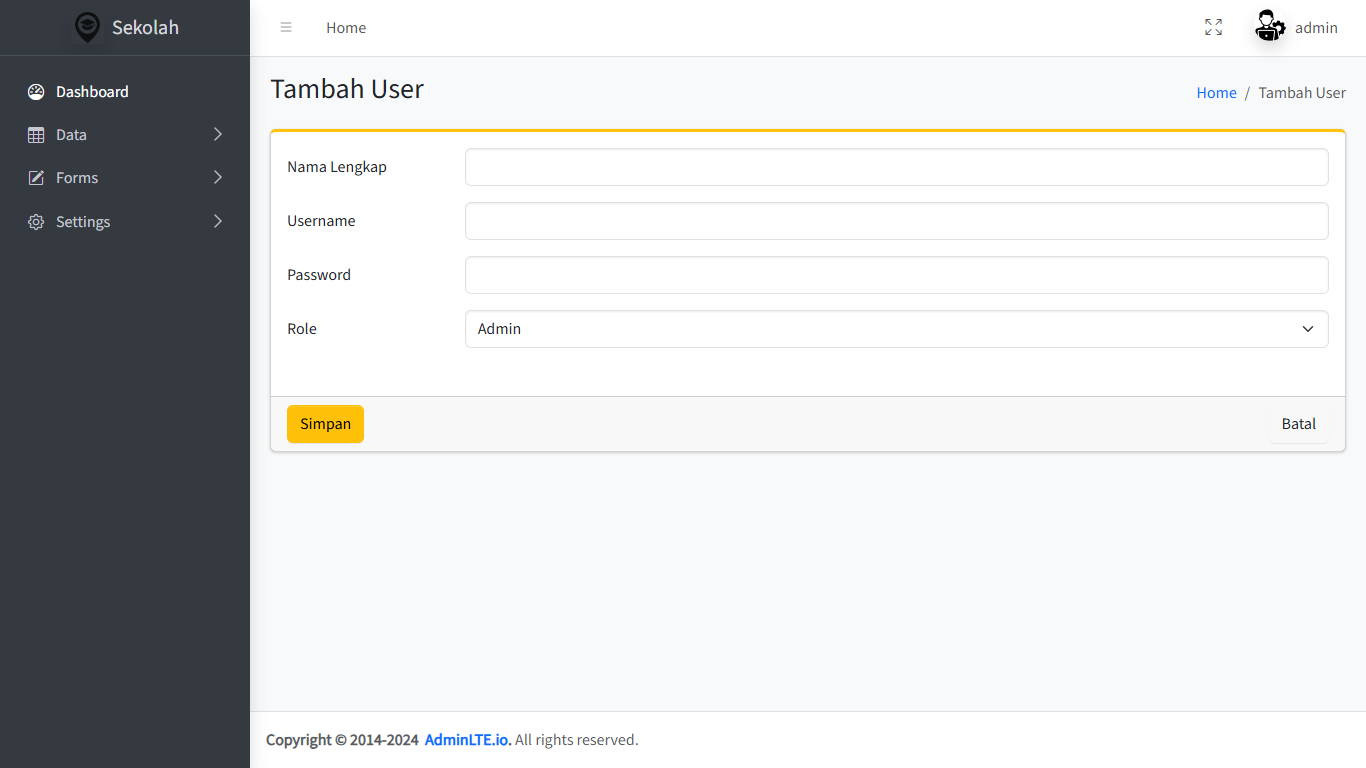 Sekolah
Home
admin
Dashboard
Data
Forms
Settings
Tambah User
Home / Tambah User
Nama Lengkap
Username
Password
Role
Admin
Simpan
Batal
Copyright © 2014-2024 AdminLTE.io. All rights reserved.